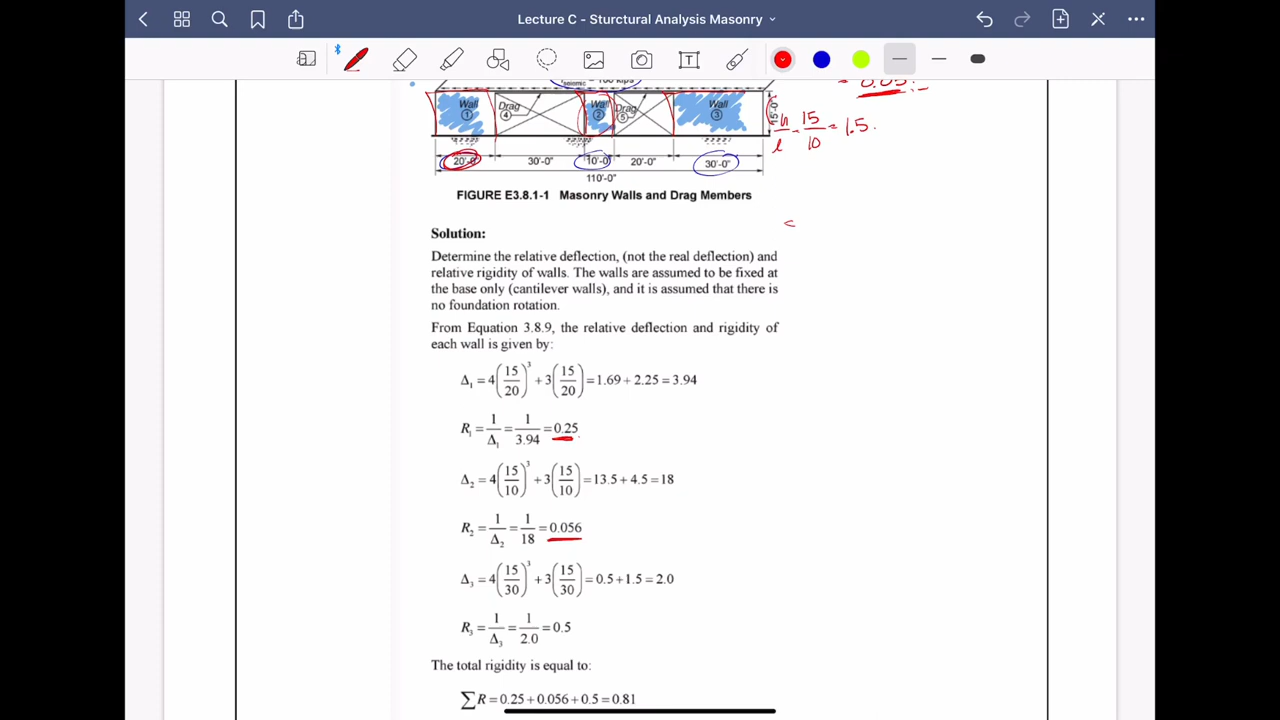 Lecture C - Sturctural Analysis Masonry
= 0.05
Wall Drag Wall Drag Wall
1 4 2 5 3
15'-0"
h/l = 15/10 = 1.5
20'-0" 30'-0" 10'-0" 20'-0" 30'-0"
110'-0"
FIGURE E3.8.1-1 Masonry Walls and Drag Members
Solution:
Determine the relative deflection, (not the real deflection) and
relative rigidity of walls. The walls are assumed to be fixed at
the base only (cantilever walls), and it is assumed that there is
no foundation rotation.
From Equation 3.8.9, the relative deflection and rigidity of
each wall is given by:
Δ₁ = 4(15/20)³ + 3(15/20) = 1.69 + 2.25 = 3.94
R₁ = 1/Δ₁ = 1/3.94 = 0.25
Δ₂ = 4(15/10)³ + 3(15/10) = 13.5 + 4.5 = 18
R₂ = 1/Δ₂ = 1/18 = 0.056
Δ₃ = 4(15/30)³ + 3(15/30) = 0.5 + 1.5 = 2.0
R₃ = 1/Δ₃ = 1/2.0 = 0.5
The total rigidity is equal to:
∑R = 0.25 + 0.056 + 0.5 = 0.81